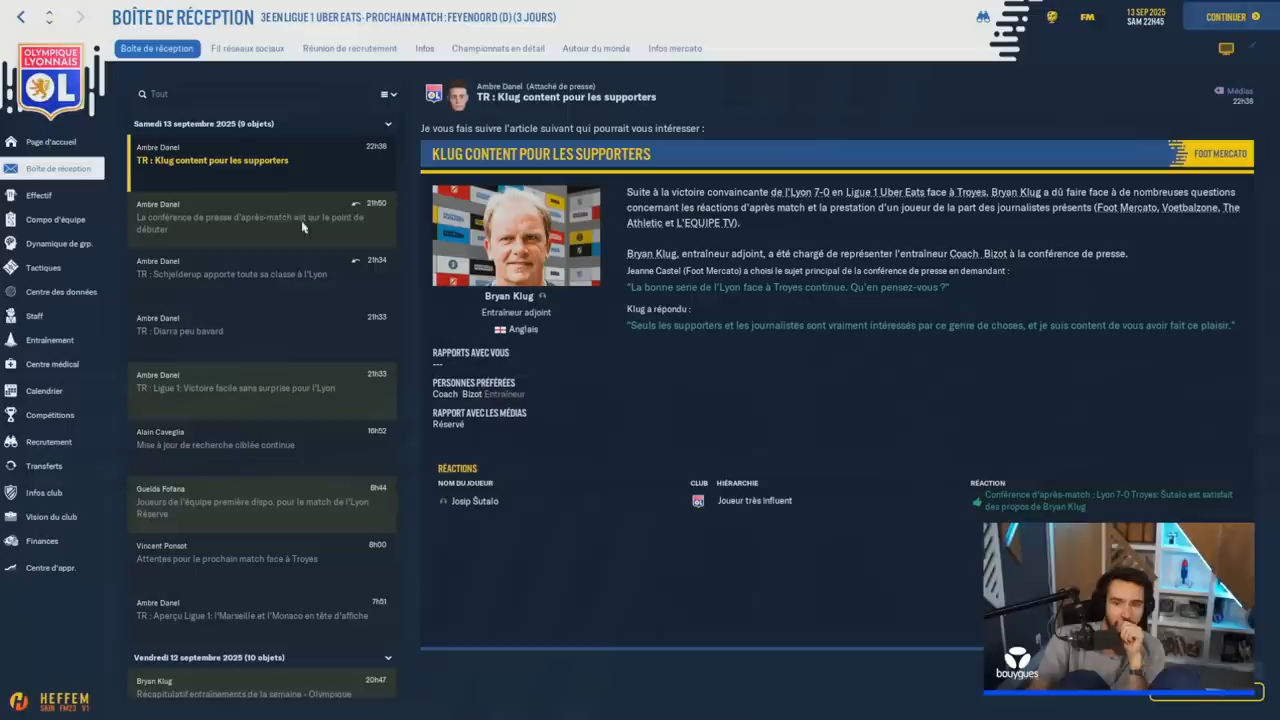 BOÎTE DE RÉCEPTION
3E EN LIGUE 1 UBER EATS - PROCHAIN MATCH : FEYENOORD (D) (3 JOURS)
FM
13 SEP 2025
SAM 22H45
CONTINUER
Boîte de réception
Fil réseaux sociaux
Réunion de recrutement
Infos
Championnats en détail
Autour du monde
Infos mercato
OLYMPIQUE
LYONNAIS
OL
Page d'accueil
Boîte de réception
Effectif
Compo d'équipe
Dynamique de grp.
Tactiques
Centre des données
Staff
Entraînement
Centre médical
Calendrier
Compétitions
Recrutement
Transferts
Infos club
Vision du club
Finances
Centre d'appr.
HEFFEM
SKIN FM23 V1
Tout
Samedi 13 septembre 2025 (9 objets)
Ambre Danel 22h38
TR : Klug content pour les supporters
Ambre Danel 21h50
La conférence de presse d'après-match est sur le point de
débuter
Ambre Danel 21h34
TR : Schjelderup apporte toute sa classe à l'Lyon
Ambre Danel 21h33
TR : Diarra peu bavard
Ambre Danel 21h33
TR : Ligue 1: Victoire facile sans surprise pour l'Lyon
Alain Caveglia 16h52
Mise à jour de recherche ciblée continue
Gueïda Fofana 8h44
Joueurs de l'équipe première dispo. pour le match de l'Lyon
Réserve
Vincent Ponsot 8h00
Attentes pour le prochain match face à Troyes
Ambre Danel 7h51
TR : Aperçu Ligue 1: l'Marseille et l'Monaco en tête d'affiche
Vendredi 12 septembre 2025 (10 objets)
Bryan Klug 20h47
Récapitulatif entraînements de la semaine - Olympique
Ambre Danel (Attaché de presse)
TR : Klug content pour les supporters
Médias
22h38
Je vous fais suivre l'article suivant qui pourrait vous intéresser :
KLUG CONTENT POUR LES SUPPORTERS
FOOT MERCATO
Suite à la victoire convaincante de l'Lyon 7-0 en Ligue 1 Uber Eats face à Troyes, Bryan Klug a dû faire face à de nombreuses questions
concernant les réactions d'après match et la prestation d'un joueur de la part des journalistes présents (Foot Mercato, Voetbalzone, The
Athletic et L'EQUIPE TV).
Bryan Klug, entraîneur adjoint, a été chargé de représenter l'entraîneur Coach Bizot à la conférence de presse.
Jeanne Castel (Foot Mercato) a choisi le sujet principal de la conférence de presse en demandant :
"La bonne série de l'Lyon face à Troyes continue. Qu'en pensez-vous ?"
Klug a répondu :
"Seuls les supporters et les journalistes sont vraiment intéressés par ce genre de choses, et je suis content de vous avoir fait ce plaisir."
Bryan Klug
Entraîneur adjoint
Anglais
RAPPORTS AVEC VOUS
---
PERSONNES PRÉFÉRÉES
Coach Bizot Entraîneur
RAPPORT AVEC LES MÉDIAS
Réservé
RÉACTIONS
NOM DU JOUEUR CLUB HIÉRARCHIE RÉACTION
Josip Šutalo Joueur très influent Conférence d'après-match : Lyon 7-0 Troyes: Šutalo est satisfait
des propos de Bryan Klug
bouygues